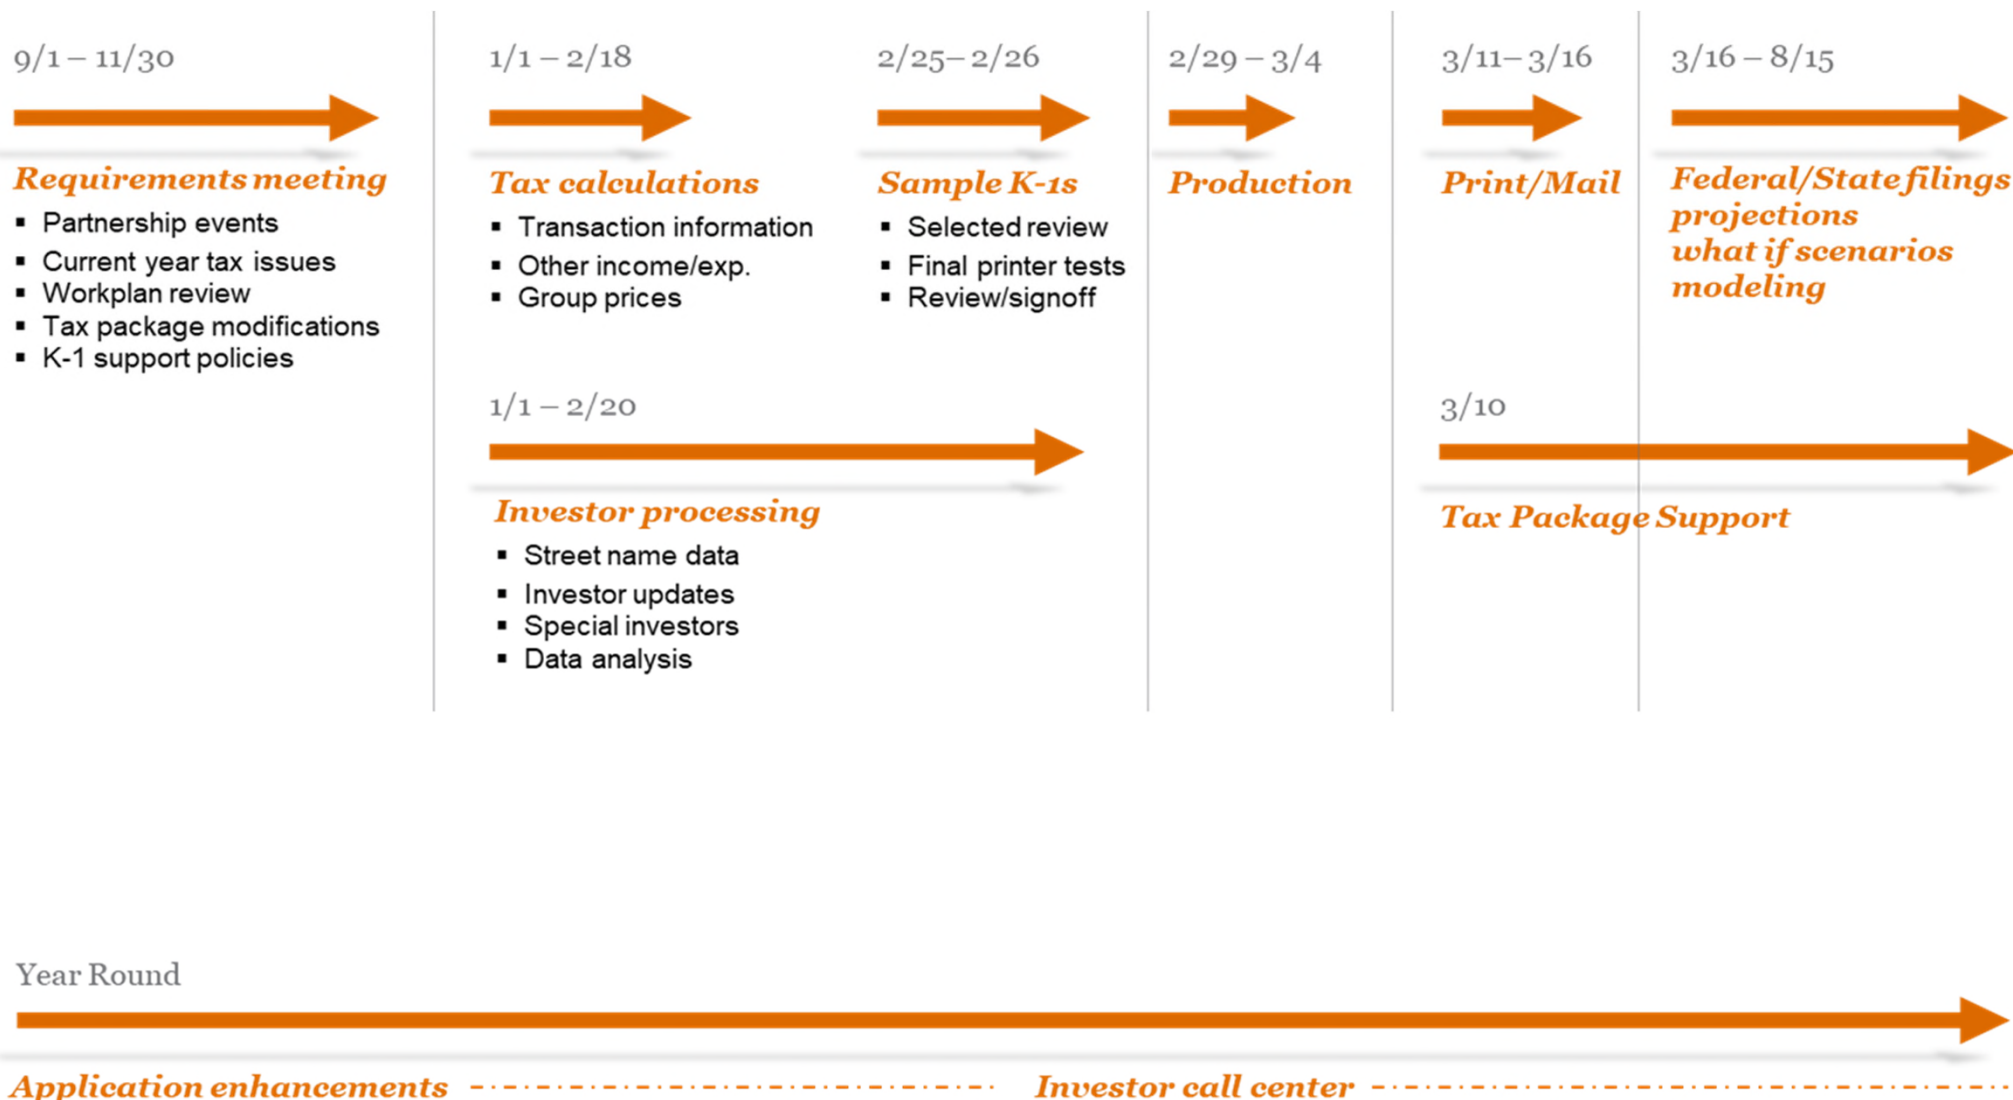 9/1 – 11/30
Requirements meeting
▪ Partnership events
▪ Current year tax issues
▪ Workplan review
▪ Tax package modifications
▪ K-1 support policies
1/1 – 2/18
Tax calculations
▪ Transaction information
▪ Other income/exp.
▪ Group prices
2/25– 2/26
Sample K-1s
▪ Selected review
▪ Final printer tests
▪ Review/signoff
1/1 – 2/20
Investor processing
▪ Street name data
▪ Investor updates
▪ Special investors
▪ Data analysis
2/29 – 3/4
Production
3/11– 3/16
Print/Mail
3/16 – 8/15
Federal/State filings
projections
what if scenarios
modeling
3/10
Tax Package Support
Year Round
Application enhancements
Investor call center